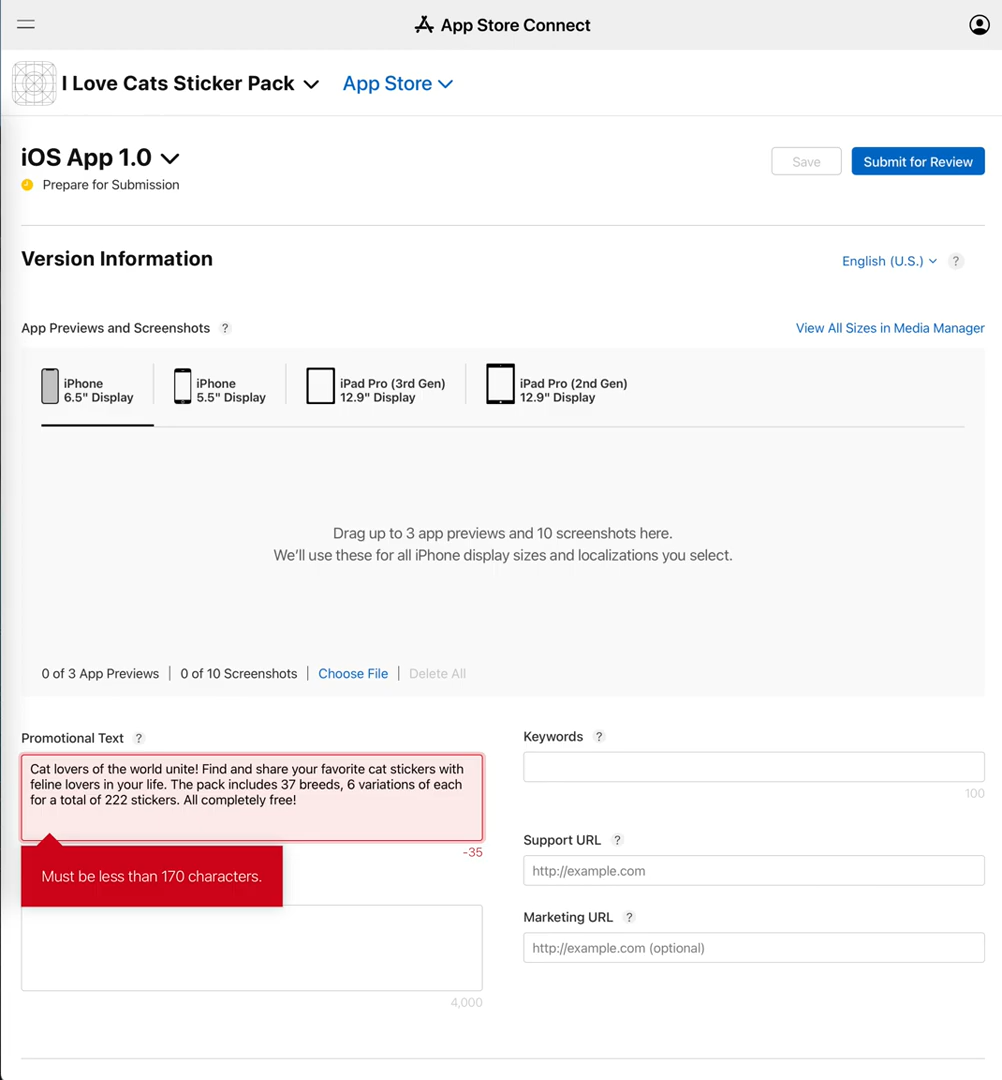 App Store Connect
I Love Cats Sticker Pack
App Store
iOS App 1.0
Save
Submit for Review
Prepare for Submission
Version Information
English (U.S.)
?
App Previews and Screenshots
?
View All Sizes in Media Manager
iPhone
6.5" Display
iPhone
5.5" Display
iPad Pro (3rd Gen)
12.9" Display
iPad Pro (2nd Gen)
12.9" Display
Drag up to 3 app previews and 10 screenshots here.
We'll use these for all iPhone display sizes and localizations you select.
0 of 3 App Previews
0 of 10 Screenshots
Choose File
Delete All
Promotional Text
?
Cat lovers of the world unite! Find and share your favorite cat stickers with
feline lovers in your life. The pack includes 37 breeds, 6 variations of each
for a total of 222 stickers. All completely free!
-35
Must be less than 170 characters.
4,000
Keywords
?
100
Support URL
?
http://example.com
Marketing URL
?
http://example.com (optional)